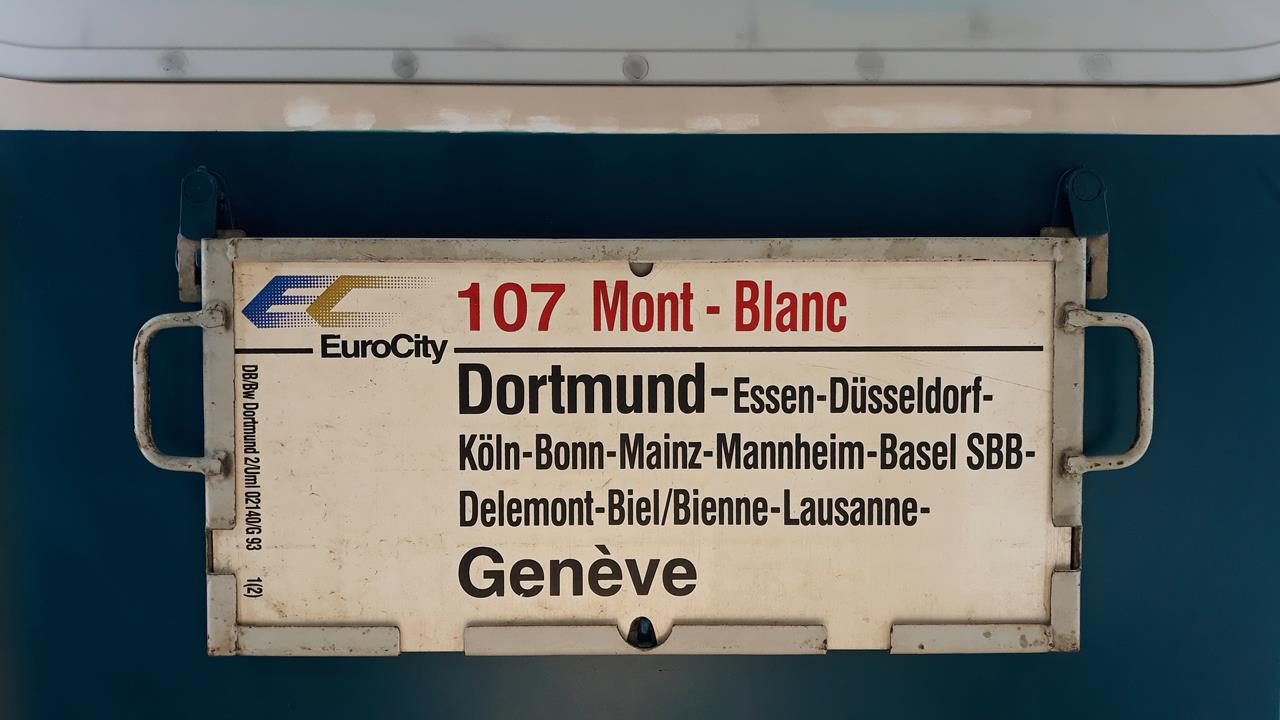 EC
EuroCity
107 Mont - Blanc
Dortmund-Essen-Düsseldorf-
Köln-Bonn-Mainz-Mannheim-Basel SBB-
Delemont-Biel/Bienne-Lausanne-
Genève
DB/Bw Dortmund 2/Uml 02140/G 93 1(2)